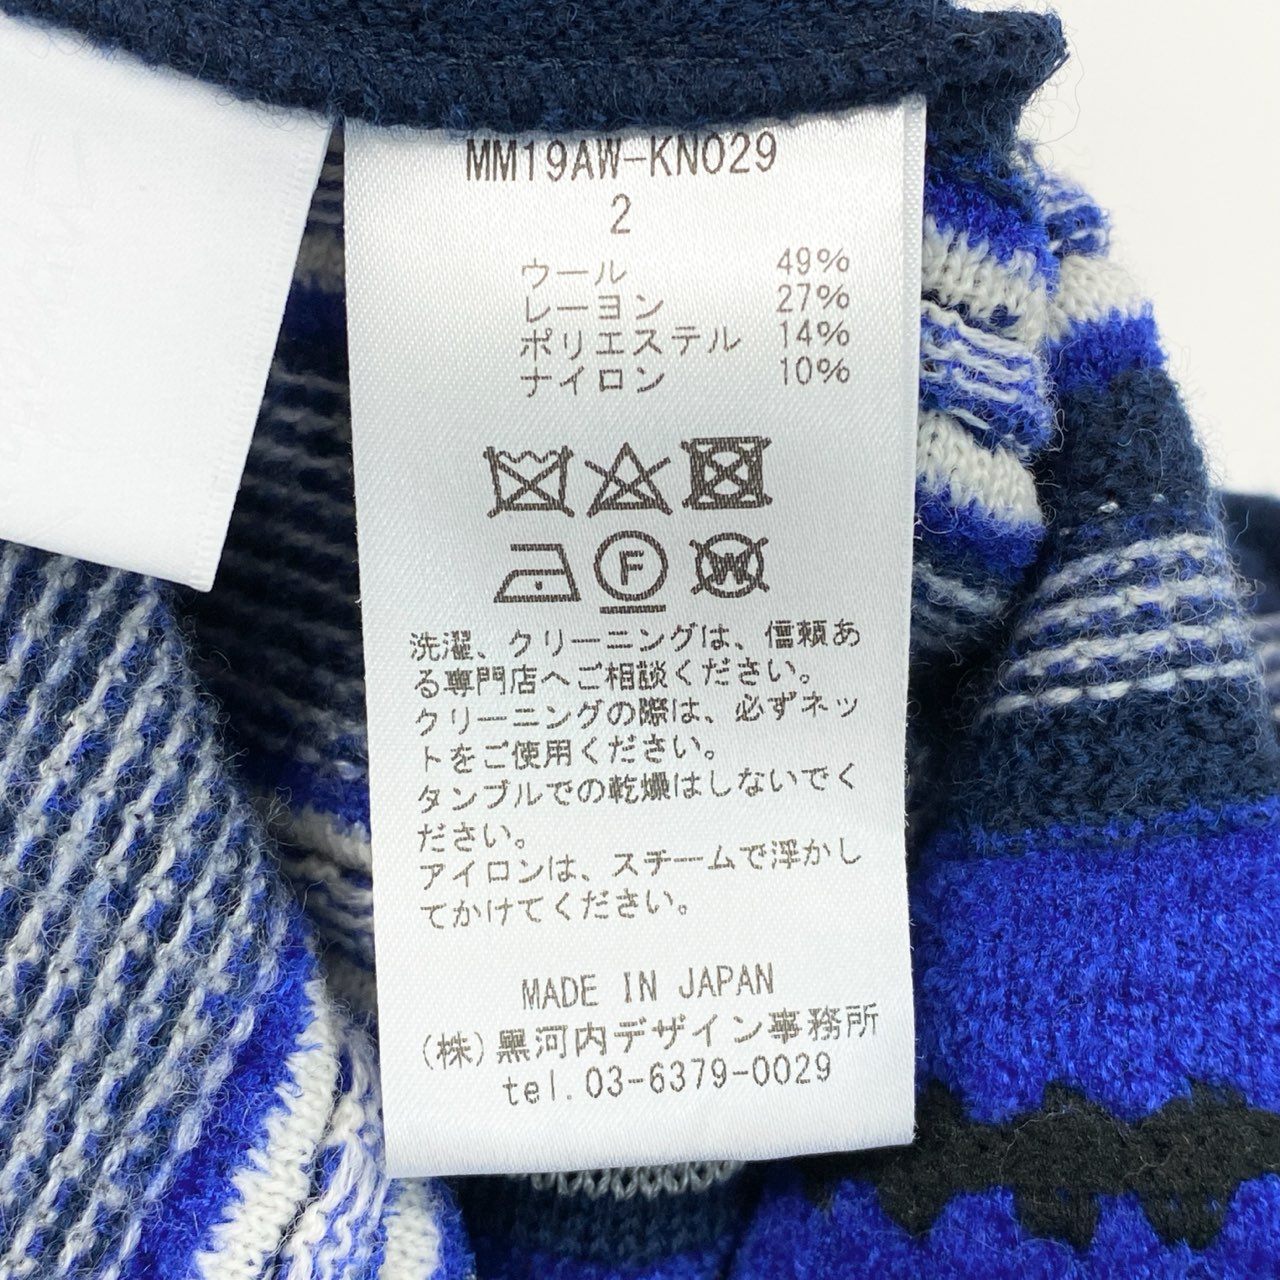 MM19AW-KN029
2
ウール 49%
レーヨン 27%
ポリエステル 14%
ナイロン 10%
F W
洗濯、クリーニングは、信頼あ
る専門店へご相談ください。
クリーニングの際は、必ずネッ
トをご使用ください。
タンブルでの乾燥はしないでく
ださい。
アイロンは、スチームで浮かし
てかけてください。
MADE IN JAPAN
(株)黒河内デザイン事務所
tel.03-6379-0029